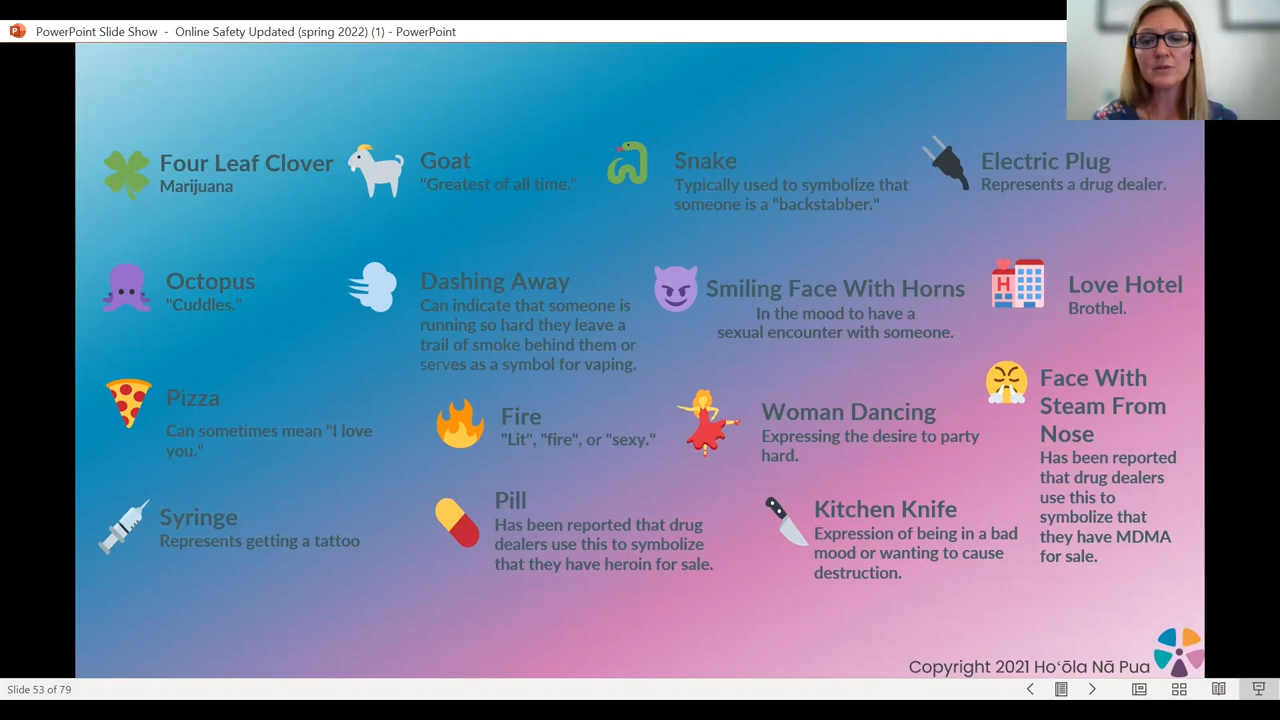 PowerPoint Slide Show - Online Safety Updated (spring 2022) (1) - PowerPoint
Four Leaf Clover
Marijuana
Goat
"Greatest of all time."
Snake
Typically used to symbolize that
someone is a "backstabber."
Electric Plug
Represents a drug dealer.
Octopus
"Cuddles."
Dashing Away
Can indicate that someone is
running so hard they leave a
trail of smoke behind them or
serves as a symbol for vaping.
Smiling Face With Horns
In the mood to have a
sexual encounter with someone.
H
Love Hotel
Brothel.
Pizza
Can sometimes mean "I love
you."
Fire
"Lit", "fire", or "sexy."
Woman Dancing
Expressing the desire to party
hard.
Face With
Steam From
Nose
Has been reported
that drug dealers
use this to
symbolize that
they have MDMA
for sale.
Syringe
Represents getting a tattoo
Pill
Has been reported that drug
dealers use this to symbolize
that they have heroin for sale.
Kitchen Knife
Expression of being in a bad
mood or wanting to cause
destruction.
Copyright 2021 Hoʻōla Nā Pua
Slide 53 of 79